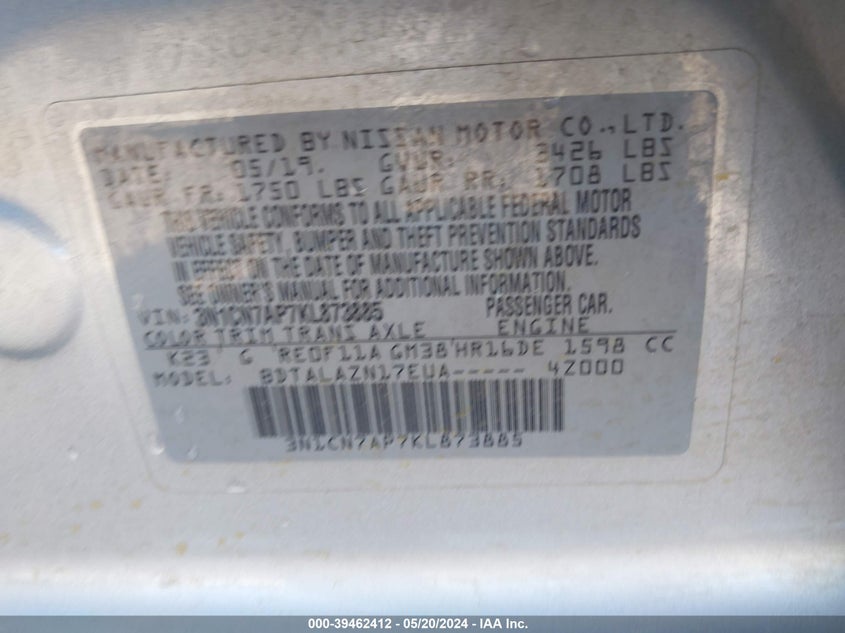 MANUFACTURED BY NISSAN MOTOR CO.,LTD.
DATE: 05/19. GVWR: 3426 LBS
GAWR FR: 1750 LBS GAWR RR: 1708 LBS
THIS VEHICLE CONFORMS TO ALL APPLICABLE FEDERAL MOTOR
VEHICLE SAFETY, BUMPER AND THEFT PREVENTION STANDARDS
IN EFFECT ON THE DATE OF MANUFACTURE SHOWN ABOVE.
SEE OWNER'S MANUAL FOR ADDITIONAL INFORMATION.
VIN: 3N1CN7AP7KL873885 PASSENGER CAR.
COLOR TRIM TRANS AXLE ENGINE
K23 G RE0F11A GM38 HR16DE 1598 CC
MODEL: BDTALAZN17EUA----- 4Z000
3N1CN7AP7KL873885
000-39462412 - 05/20/2024 - IAA Inc.